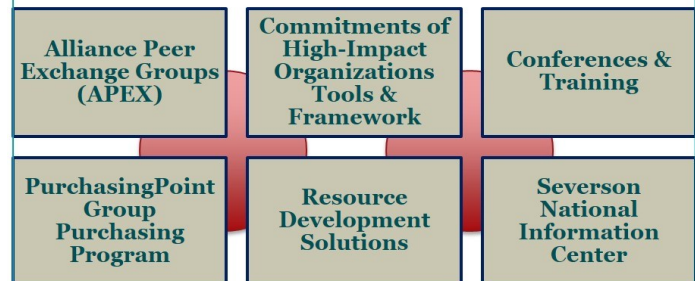 Alliance Peer
Exchange Groups
(APEX)
Commitments of
High-Impact
Organizations
Tools &
Framework
Conferences &
Training
PurchasingPoint
Group
Purchasing
Program
Resource
Development
Solutions
Severson
National
Information
Center